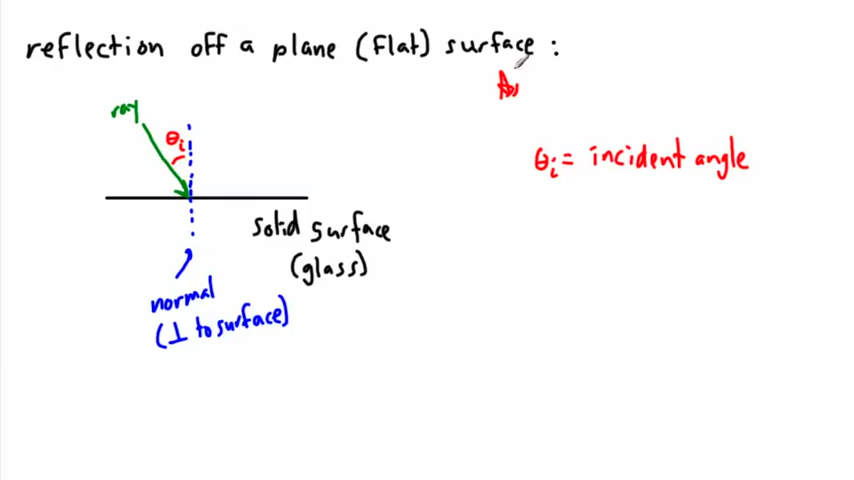 reflection off a plane (flat) surface :
ray
θi
θi = incident angle
solid surface
(glass)
normal
(⊥ to surface)